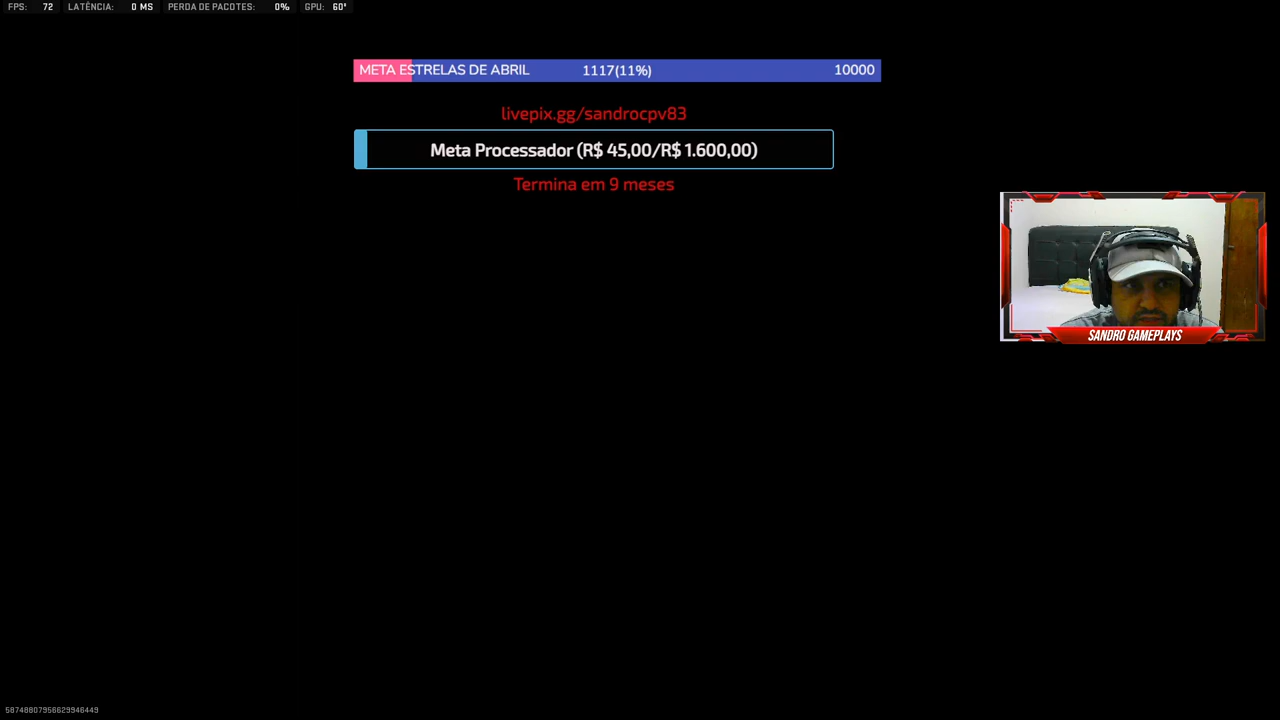 FPS: 72 LATÊNCIA: 0 MS PERDA DE PACOTES: 0% GPU: 60°
META ESTRELAS DE ABRIL 1117(11%) 10000
livepix.gg/sandrocpv83
Meta Processador (R$ 45,00/R$ 1.600,00)
Termina em 9 meses
SANDRO GAMEPLAYS
58748807956629946449